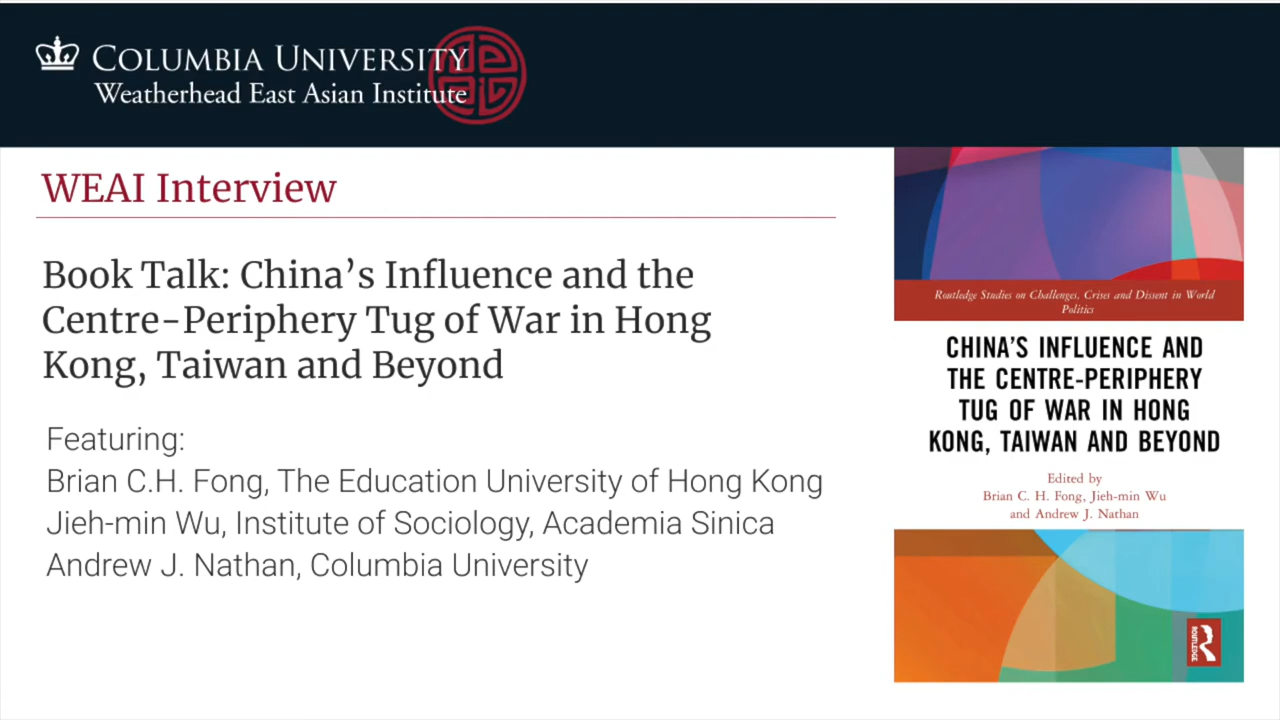 COLUMBIA UNIVERSITY
Weatherhead East Asian Institute
WEAI Interview
Book Talk: China’s Influence and the
Centre-Periphery Tug of War in Hong
Kong, Taiwan and Beyond
Featuring:
Brian C.H. Fong, The Education University of Hong Kong
Jieh-min Wu, Institute of Sociology, Academia Sinica
Andrew J. Nathan, Columbia University
Routledge Studies on Challenges, Crises and Dissent in World
Politics
CHINA’S INFLUENCE AND
THE CENTRE-PERIPHERY
TUG OF WAR IN HONG
KONG, TAIWAN AND BEYOND
Edited by
Brian C. H. Fong, Jieh-min Wu
and Andrew J. Nathan
ROUTLEDGE